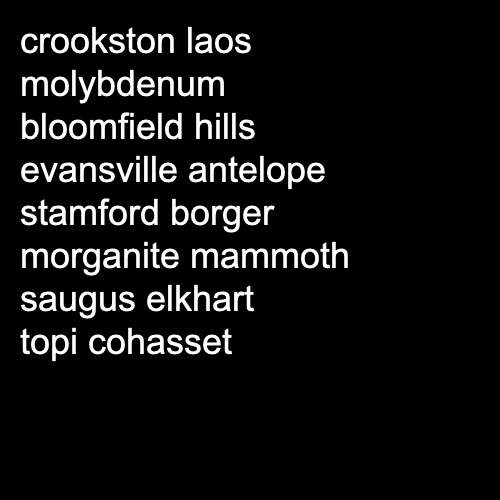 crookston laos
molybdenum
bloomfield hills
evansville antelope
stamford borger
morganite mammoth
saugus elkhart
topi cohasset